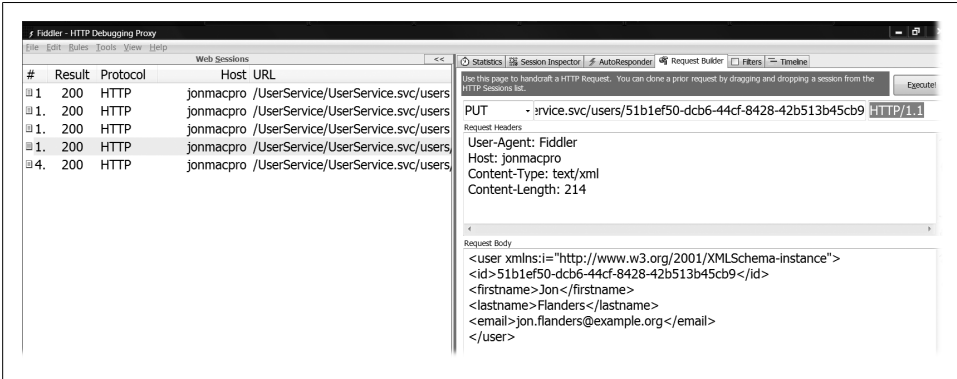 Fiddler - HTTP Debugging Proxy
File Edit Rules Tools View Help
Web Sessions <<
# Result Protocol Host URL
1 200 HTTP jonmacpro /UserService/UserService.svc/users
1. 200 HTTP jonmacpro /UserService/UserService.svc/users
1. 200 HTTP jonmacpro /UserService/UserService.svc/users
1. 200 HTTP jonmacpro /UserService/UserService.svc/users/
4. 200 HTTP jonmacpro /UserService/UserService.svc/users,
Statistics Session Inspector AutoResponder Request Builder Filters Timeline
Use this page to handcraft a HTTP Request. You can clone a prior request by dragging and dropping a session from the
HTTP Sessions list.
Execute!
PUT ervice.svc/users/51b1ef50-dcb6-44cf-8428-42b513b45cb9 HTTP/1.1
Request Headers
User-Agent: Fiddler
Host: jonmacpro
Content-Type: text/xml
Content-Length: 214
Request Body
<user xmlns:i="http://www.w3.org/2001/XMLSchema-instance">
<id>51b1ef50-dcb6-44cf-8428-42b513b45cb9</id>
<firstname>Jon</firstname>
<lastname>Flanders</lastname>
<email>jon.flanders@example.org</email>
</user>